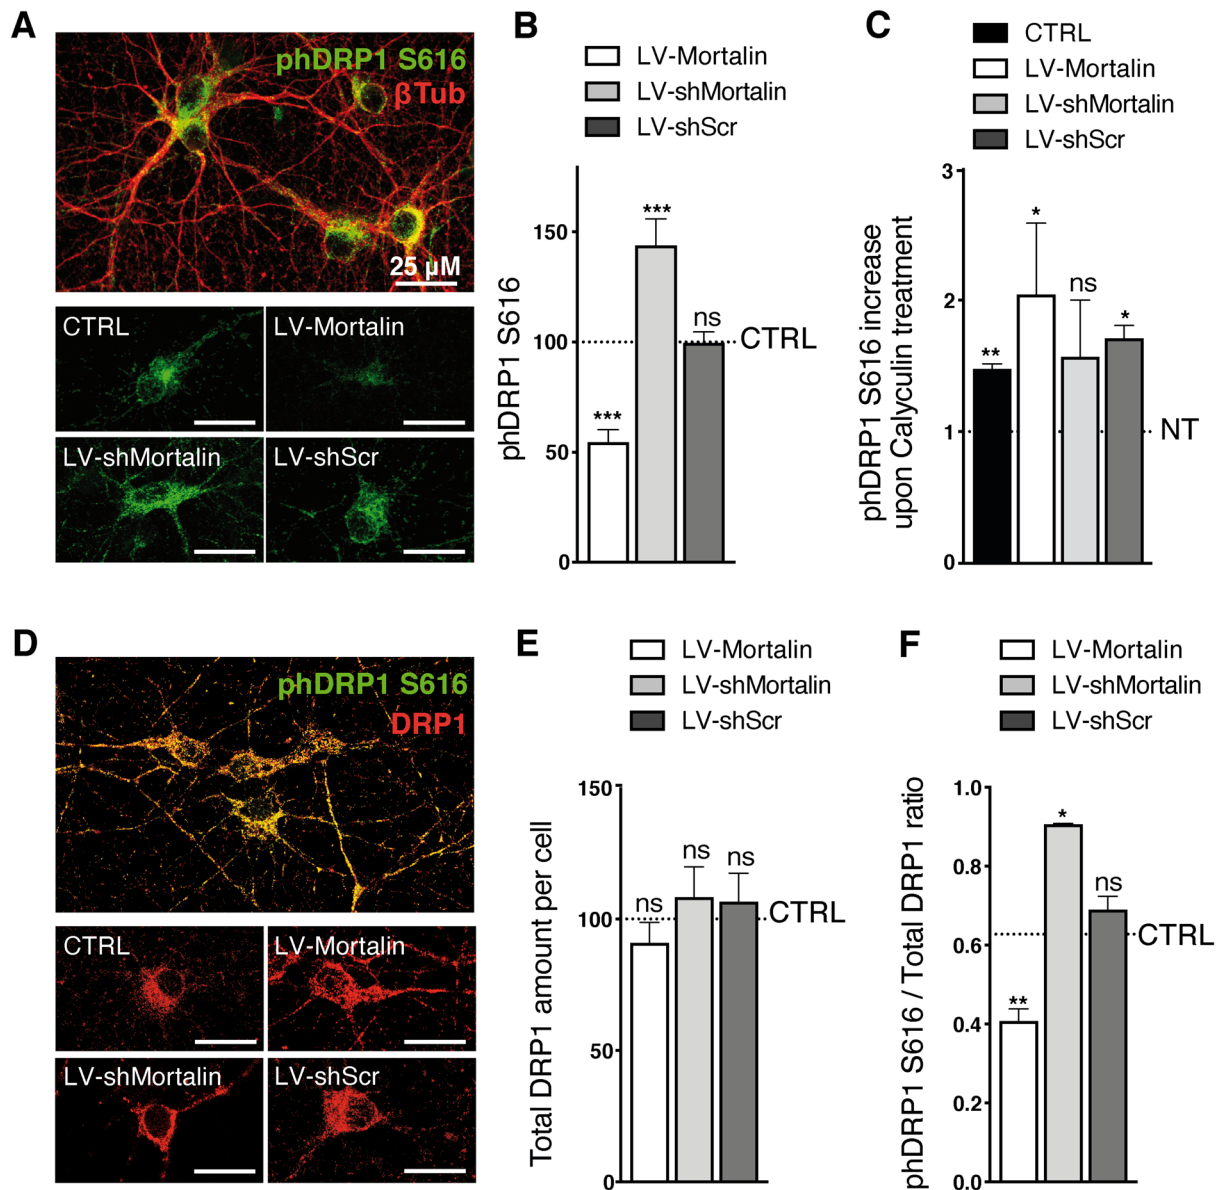 A
phDRP1 S616
βTub
25 µM
CTRL
LV-Mortalin
LV-shMortalin
LV-shScr
B
LV-Mortalin
LV-shMortalin
LV-shScr
phDRP1 S616
150
100
50
0
***
***
ns
CTRL
C
CTRL
LV-Mortalin
LV-shMortalin
LV-shScr
phDRP1 S616 increase
upon Calyculin treatment
3
2
1
0
**
*
ns
*
NT
D
phDRP1 S616
DRP1
CTRL
LV-Mortalin
LV-shMortalin
LV-shScr
E
LV-Mortalin
LV-shMortalin
LV-shScr
Total DRP1 amount per cell
150
100
50
0
ns
ns
ns
CTRL
F
LV-Mortalin
LV-shMortalin
LV-shScr
phDRP1 S616 / Total DRP1 ratio
1.0
0.8
0.6
0.4
0.2
0.0
**
*
ns
CTRL